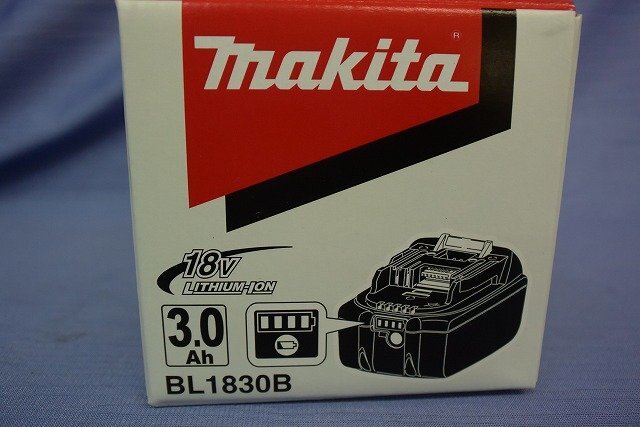 makita®
18V
LITHIUM-ION
3.0
Ah
BL1830B